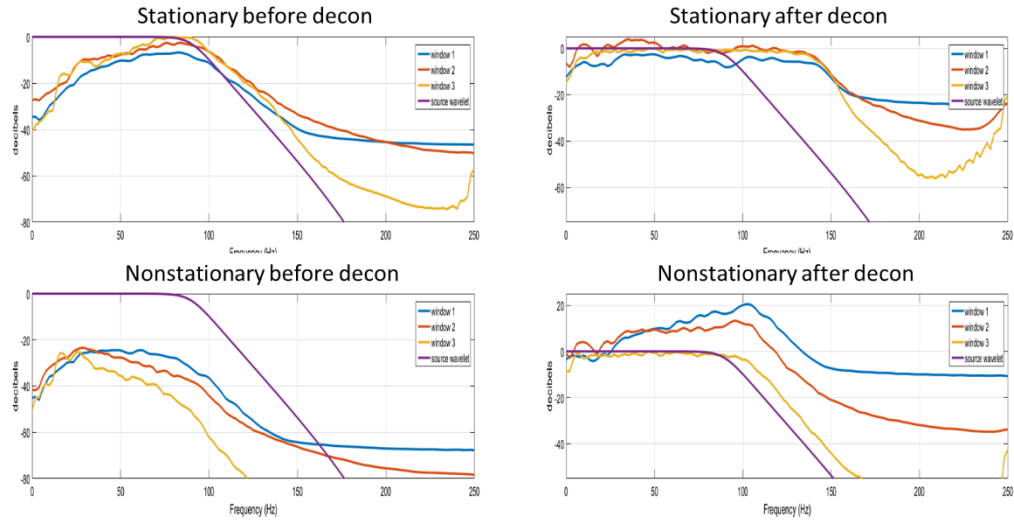 Stationary before decon
0
-20
-40
-60
-80
decibels
0 50 100 150 200 250
Frequency (Hz)
window 1
window 2
window 3
source wavelet
Stationary after decon
0
-20
-40
-60
decibels
0 50 100 150 200 250
Frequency (Hz)
window 1
window 2
window 3
source wavelet
Nonstationary before decon
0
-20
-40
-60
-80
decibels
0 50 100 150 200 250
Frequency (Hz)
window 1
window 2
window 3
source wavelet
Nonstationary after decon
20
0
-20
-40
decibels
0 50 100 150 200 250
Frequency (Hz)
window 1
window 2
window 3
source wavelet